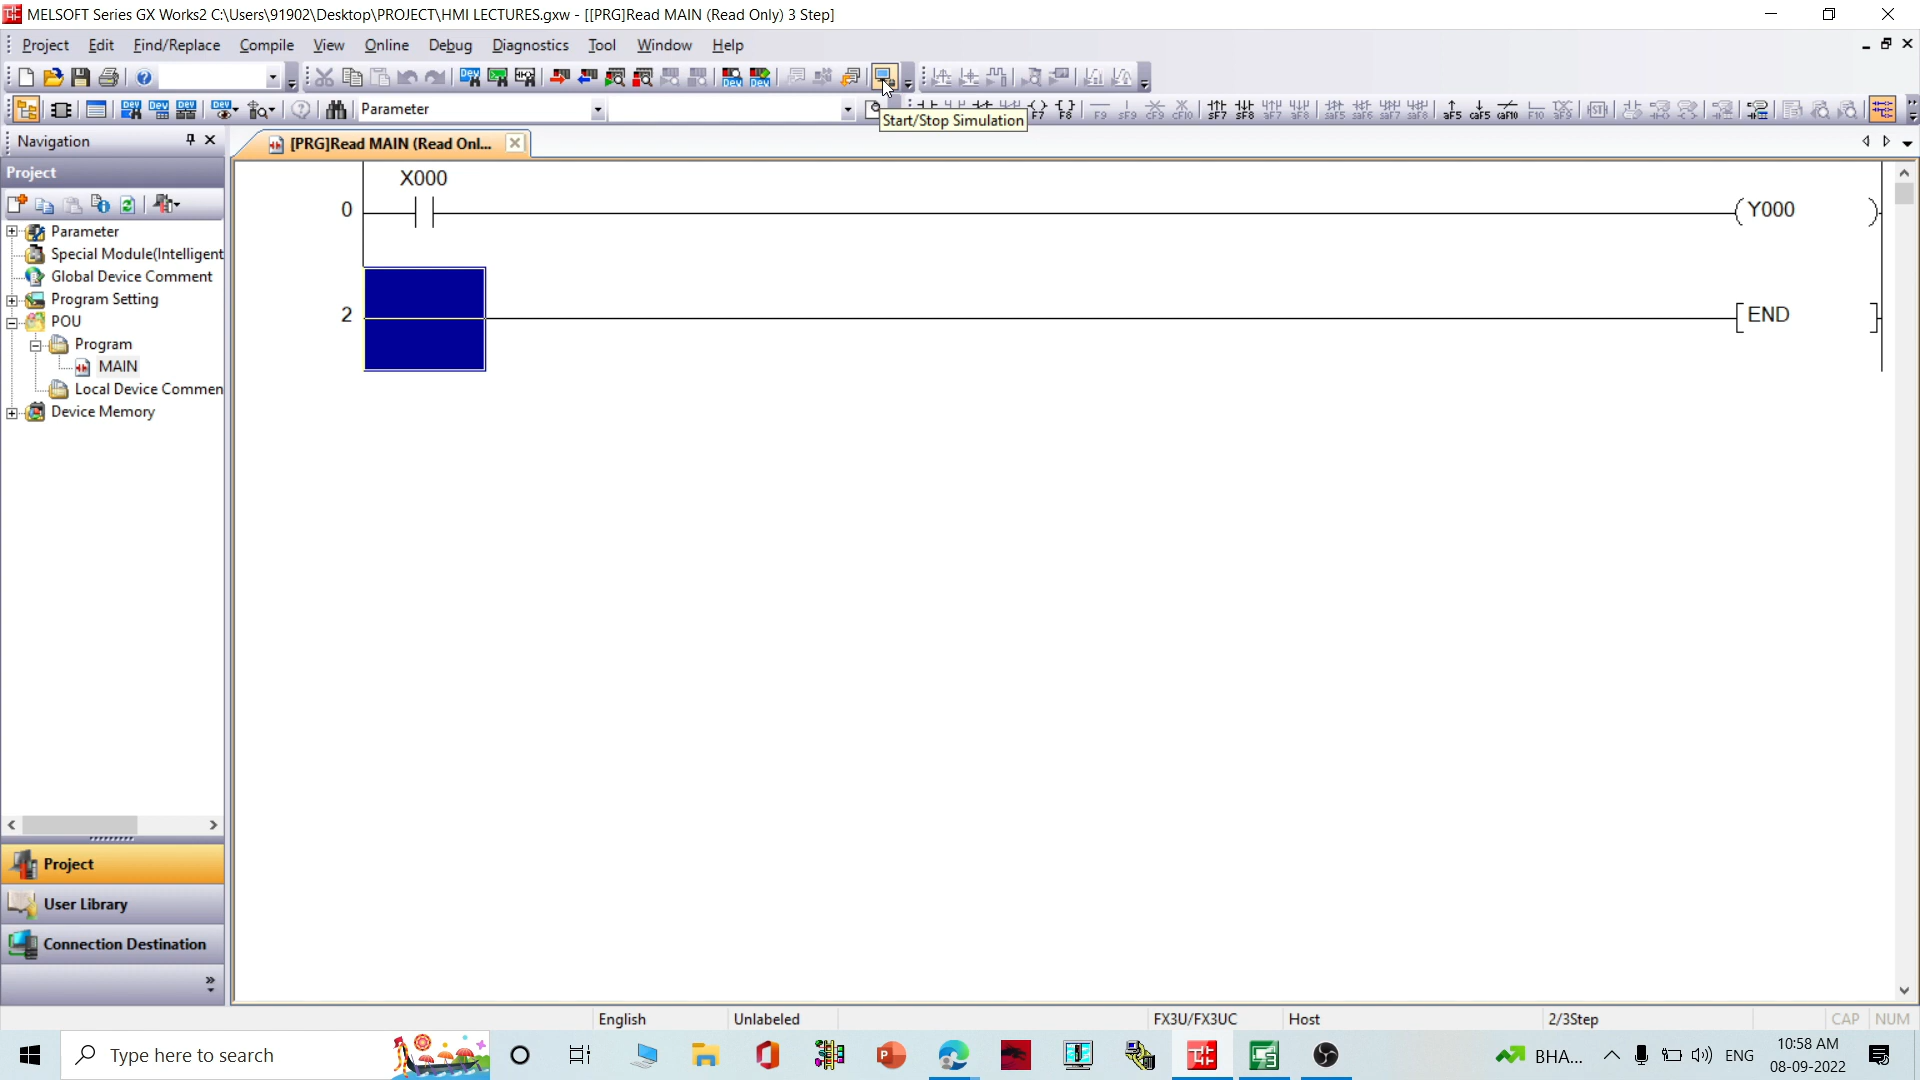 MELSOFT Series GX Works2 C:\Users\91902\Desktop\PROJECT\HMI LECTURES.gxw - [[PRG]Read MAIN (Read Only) 3 Step]
Project Edit Find/Replace Compile View Online Debug Diagnostics Tool Window Help
Parameter
Start/Stop Simulation
Navigation
[PRG]Read MAIN (Read Onl...
Project
Parameter
Special Module(Intelligent
Global Device Comment
Program Setting
POU
Program
MAIN
Local Device Commen
Device Memory
X000
0
Y000
2
END
Project
User Library
Connection Destination
English Unlabeled FX3U/FX3UC Host 2/3Step CAP NUM
Type here to search
BHA... ENG
10:58 AM
08-09-2022